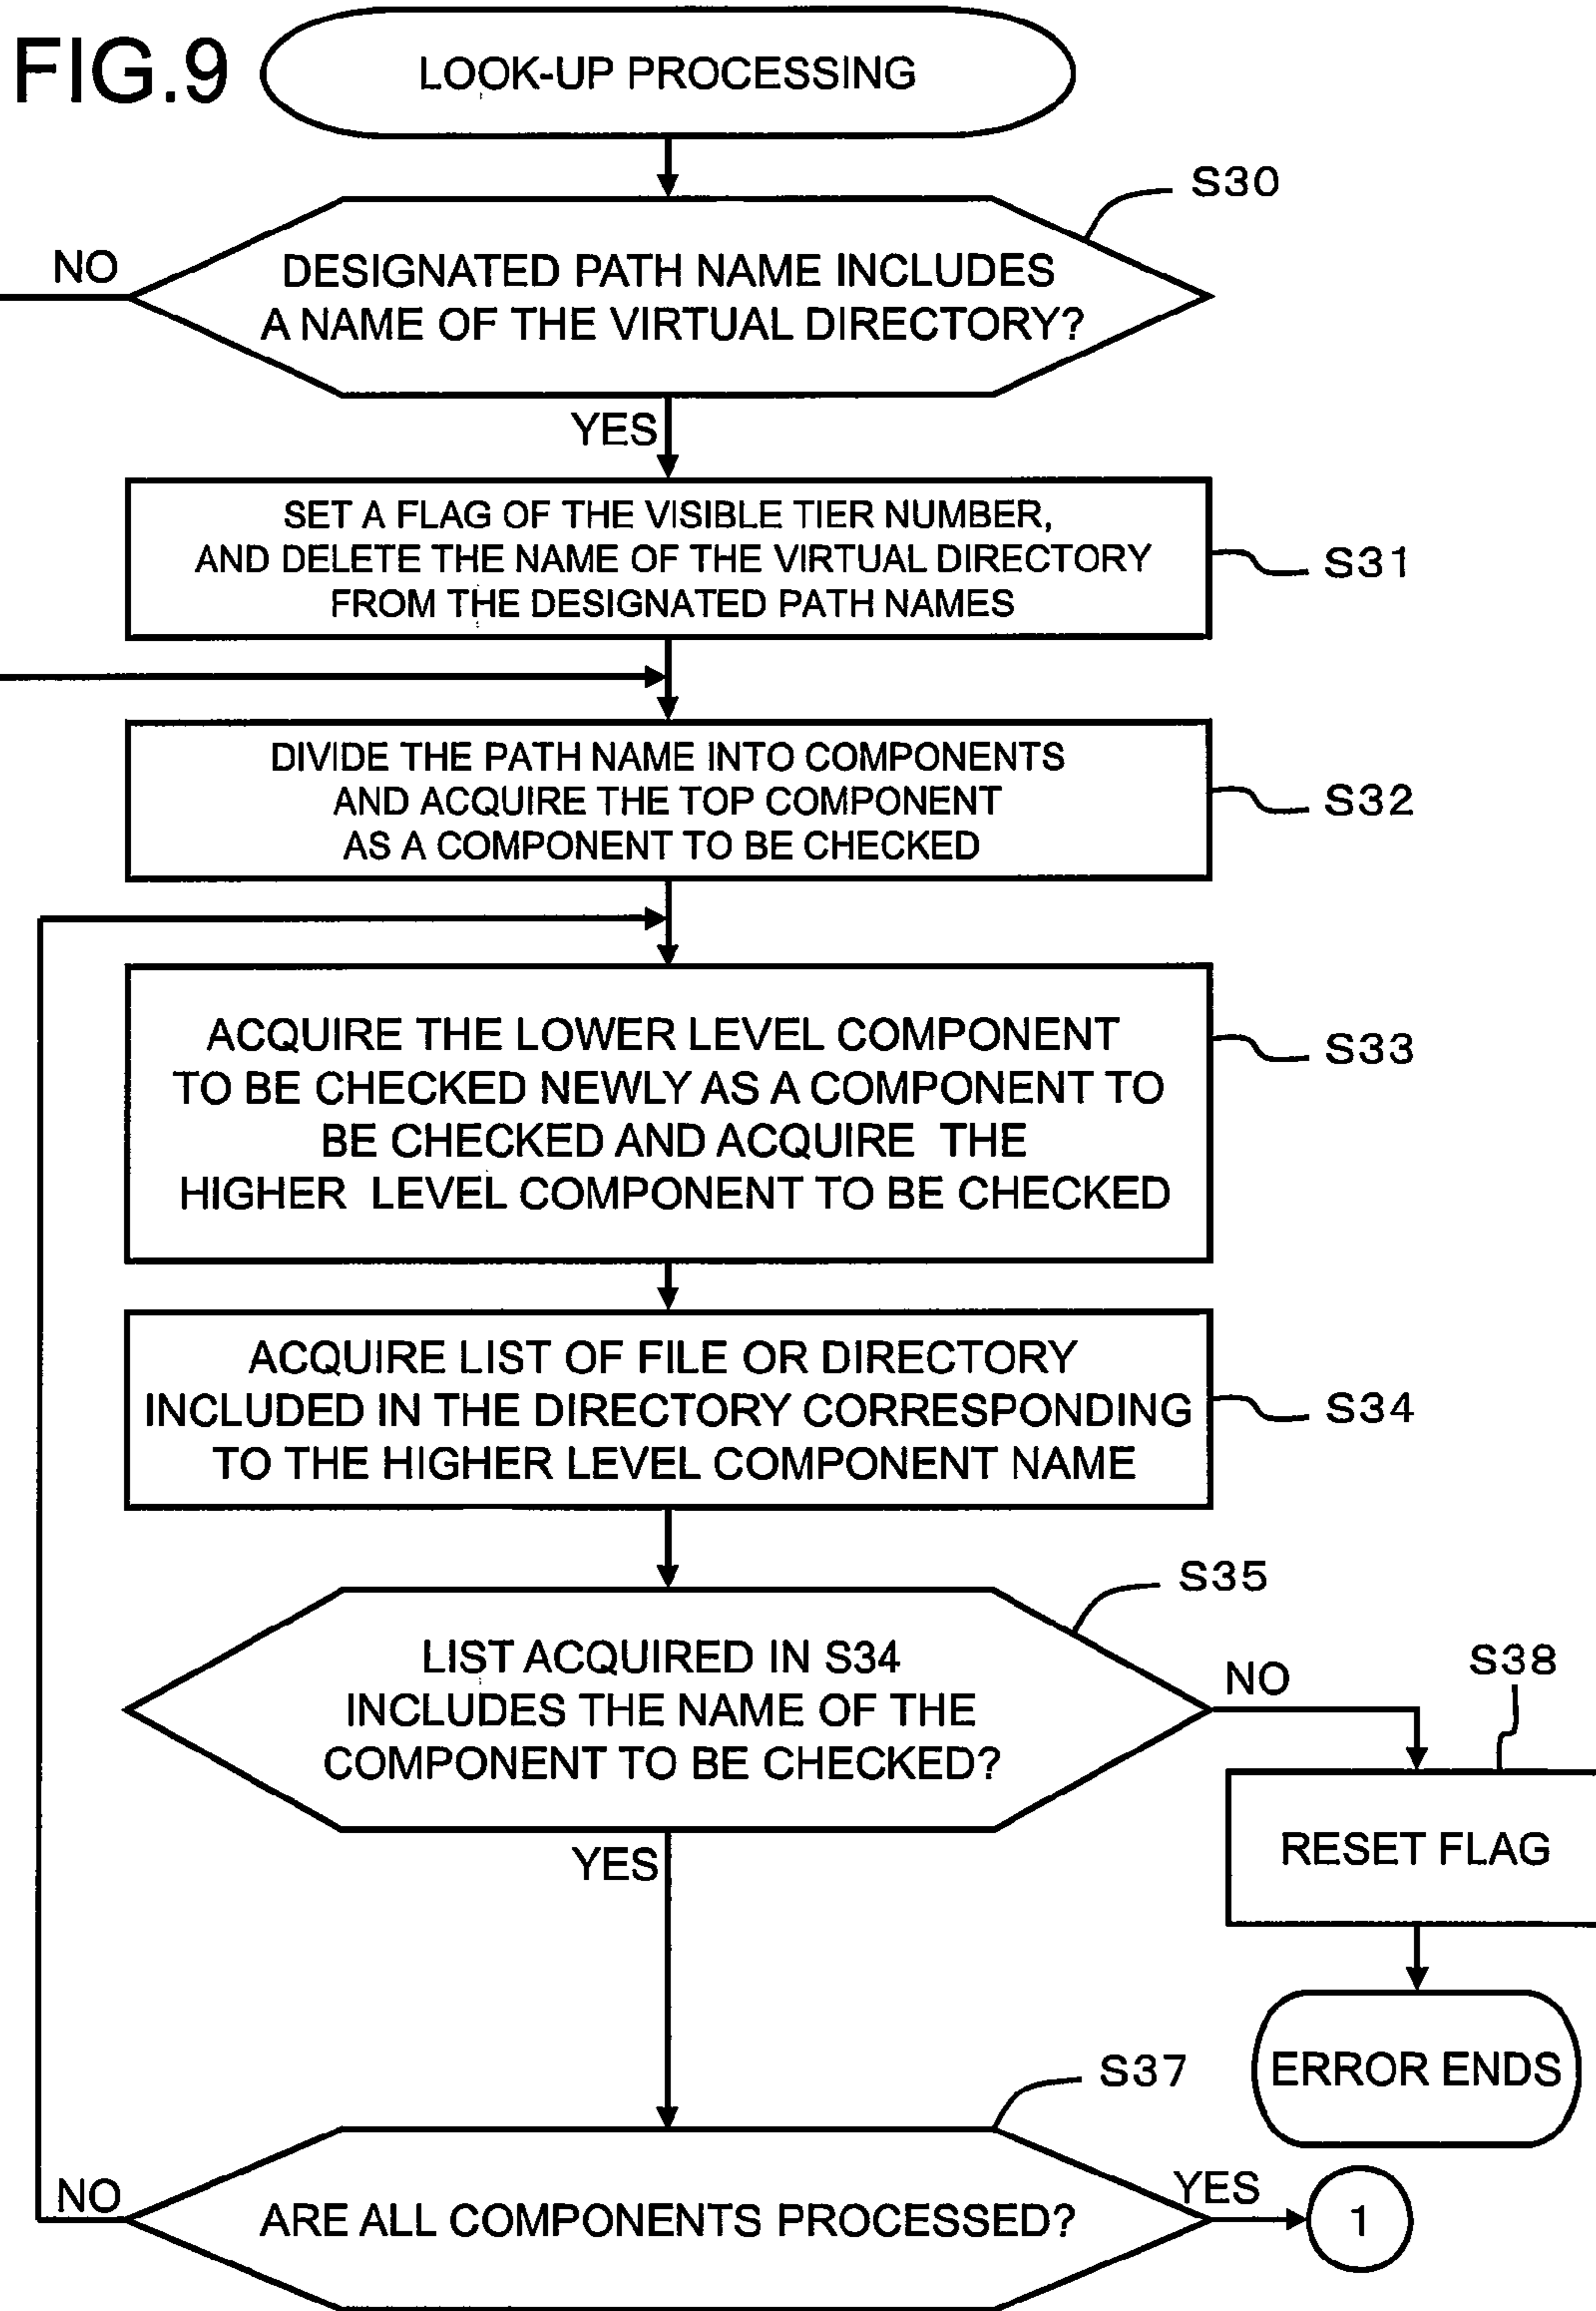 FIG.9
LOOK-UP PROCESSING
S30
NO
DESIGNATED PATH NAME INCLUDES
A NAME OF THE VIRTUAL DIRECTORY?
YES
SET A FLAG OF THE VISIBLE TIER NUMBER,
AND DELETE THE NAME OF THE VIRTUAL DIRECTORY
FROM THE DESIGNATED PATH NAMES
S31
DIVIDE THE PATH NAME INTO COMPONENTS
AND ACQUIRE THE TOP COMPONENT
AS A COMPONENT TO BE CHECKED
S32
ACQUIRE THE LOWER LEVEL COMPONENT
TO BE CHECKED NEWLY AS A COMPONENT TO
BE CHECKED AND ACQUIRE THE
HIGHER LEVEL COMPONENT TO BE CHECKED
S33
ACQUIRE LIST OF FILE OR DIRECTORY
INCLUDED IN THE DIRECTORY CORRESPONDING
TO THE HIGHER LEVEL COMPONENT NAME
S34
S35
LIST ACQUIRED IN S34
INCLUDES THE NAME OF THE
COMPONENT TO BE CHECKED?
NO
S38
YES
RESET FLAG
ERROR ENDS
S37
NO
ARE ALL COMPONENTS PROCESSED?
YES
1